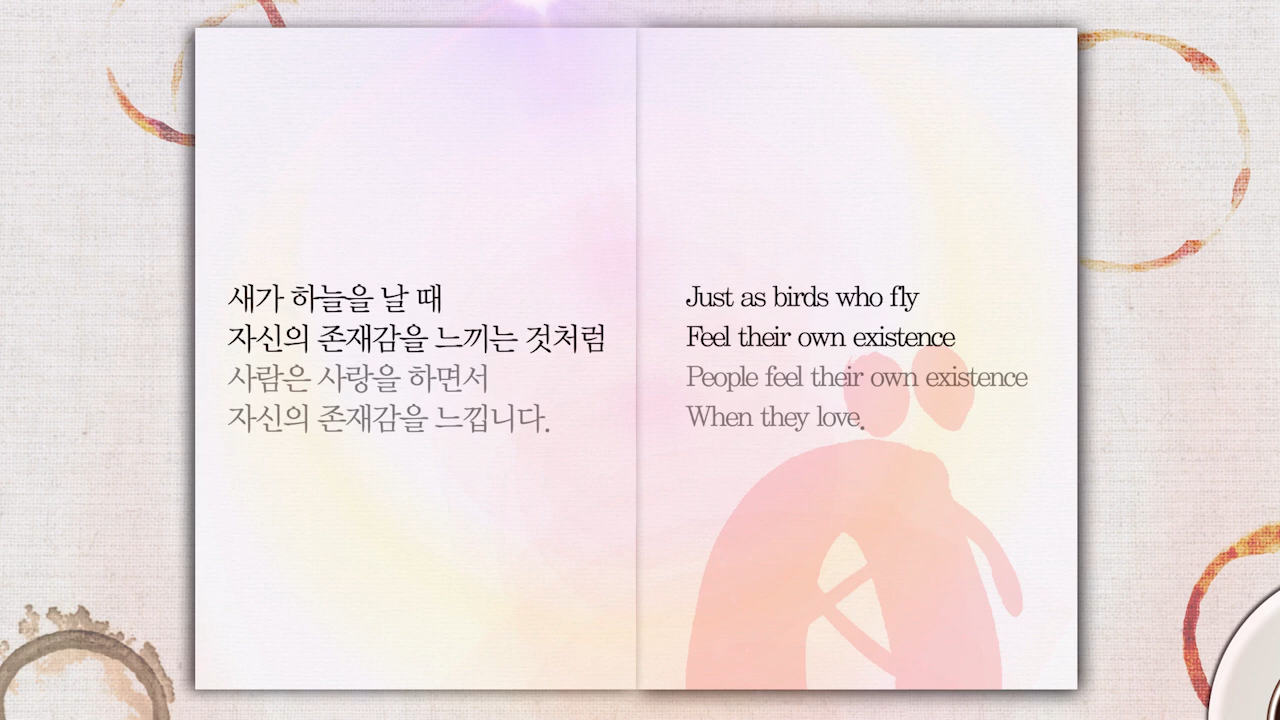 새가 하늘을 날 때
자신의 존재감을 느끼는 것처럼
사람은 사랑을 하면서
자신의 존재감을 느낍니다.
Just as birds who fly
Feel their own existence
People feel their own existence
When they love.